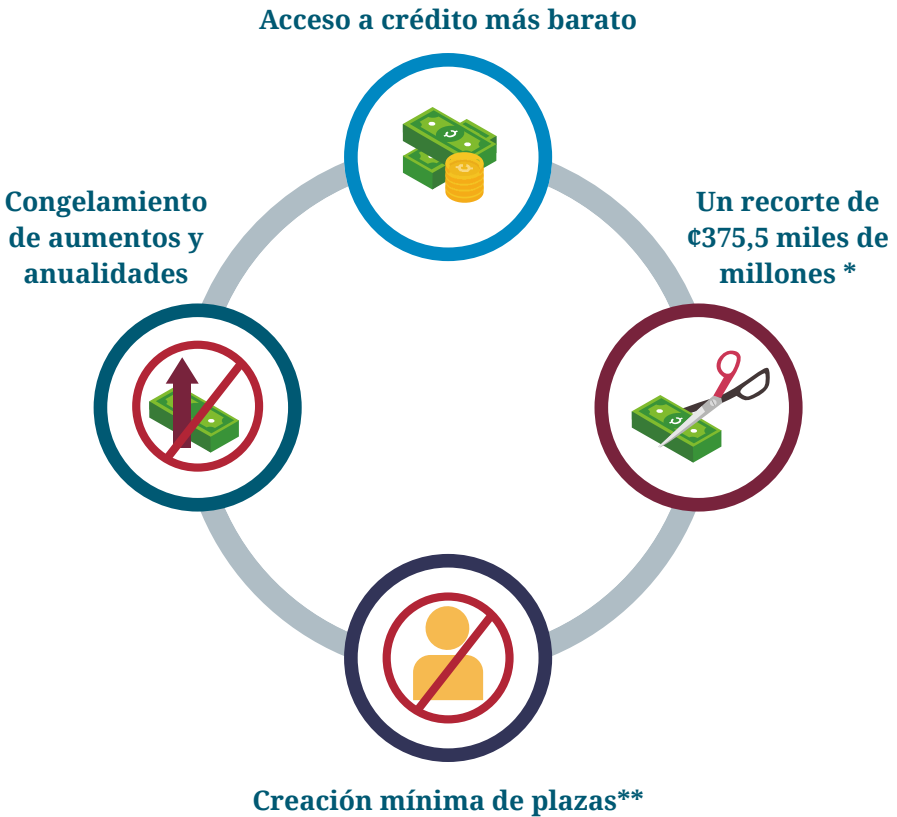 Acceso a crédito más barato
Congelamiento
de aumentos y
anualidades
Un recorte de
¢375,5 miles de
millones *
Creación mínima de plazas**